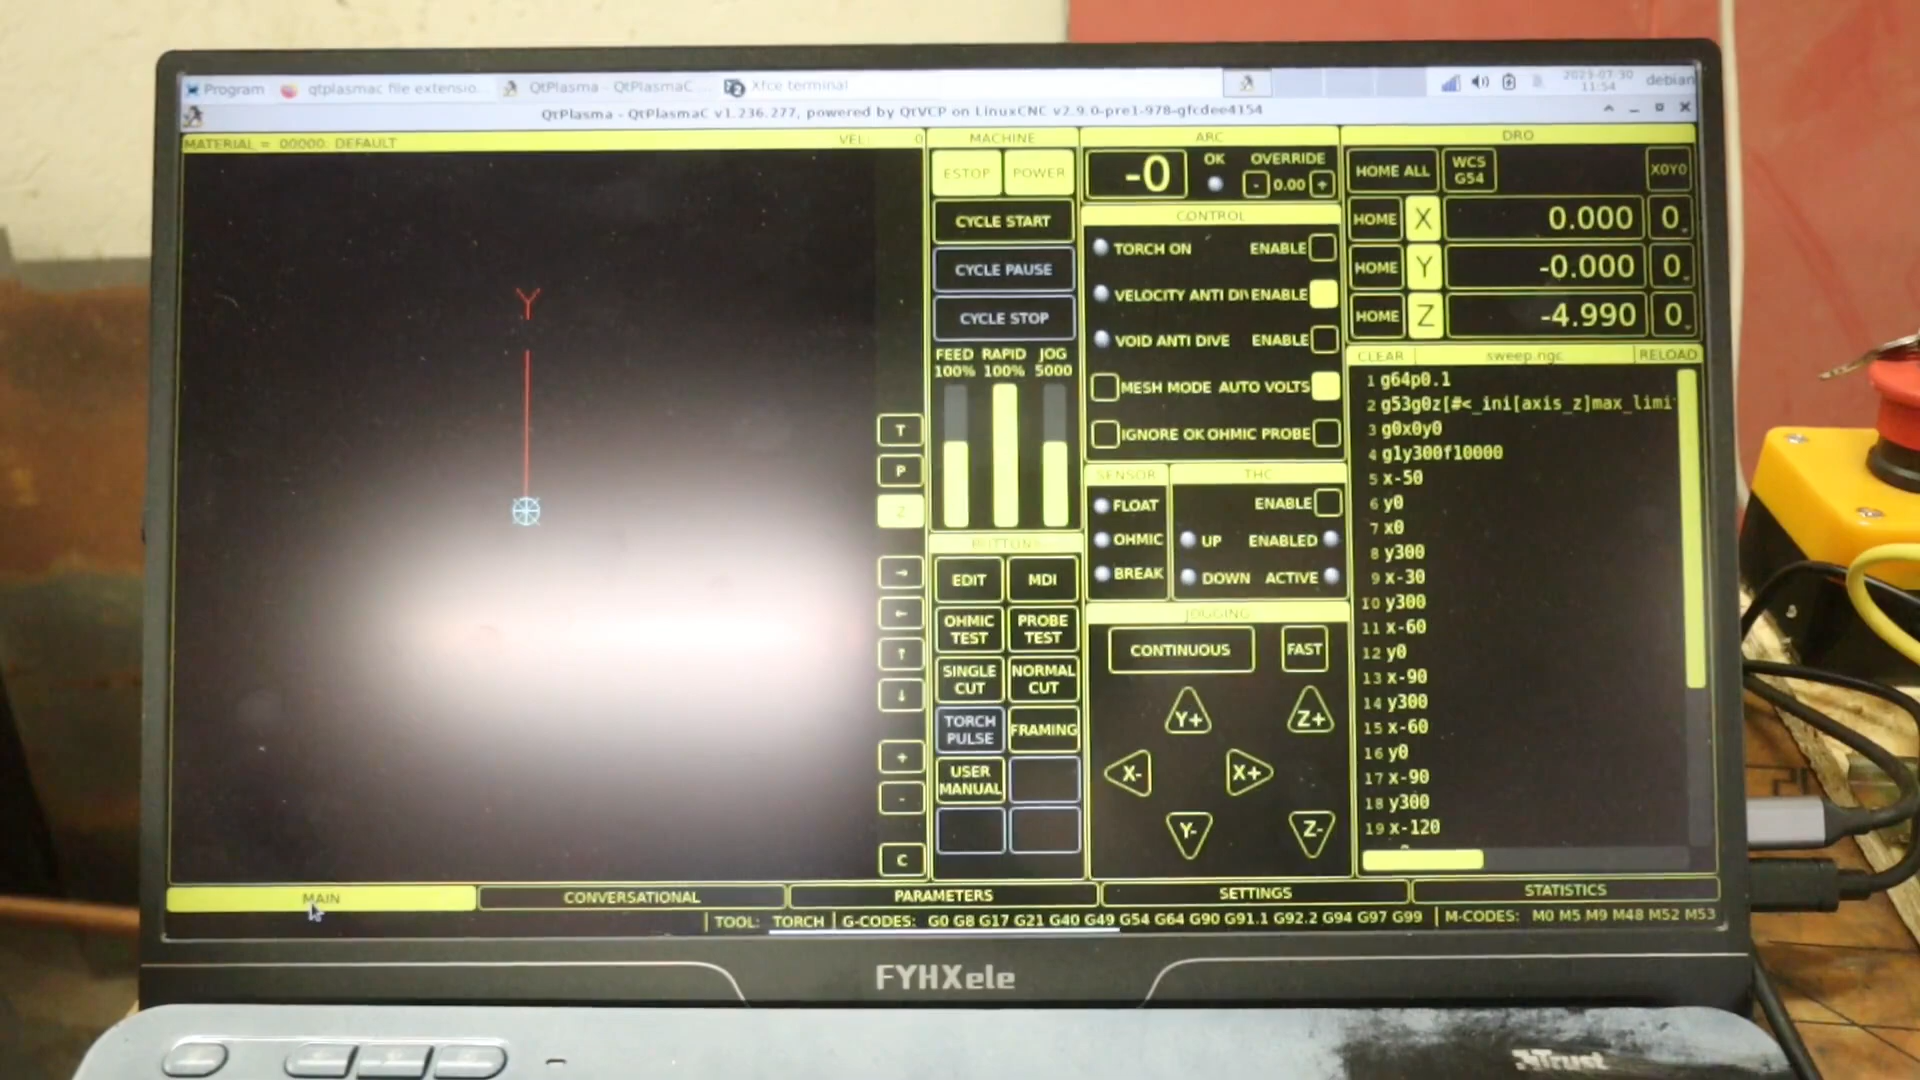 Program
qtplasmac file extensio...
QtPlasma - QtPlasmaC ...
Xfce terminal
2023-07-30
11:54
debian
QtPlasma - QtPlasmaC v1.236.277, powered by QtVCP on LinuxCNC v2.9.0-pre1-978-gfcdee4154
MATERIAL = 00000: DEFAULT
VEL: 0
Y
T
P
Z
+
-
C
MACHINE
ESTOP POWER
CYCLE START
CYCLE PAUSE
CYCLE STOP
FEED RAPID JOG
100% 100% 5000
BUTTONS
EDIT MDI
OHMIC TEST
PROBE TEST
SINGLE CUT
NORMAL CUT
TORCH PULSE
FRAMING
USER MANUAL
ARC
-0
OK
OVERRIDE
- 0.00 +
CONTROL
TORCH ON ENABLE
VELOCITY ANTI DI ENABLE
VOID ANTI DIVE ENABLE
MESH MODE AUTO VOLTS
IGNORE OK OHMIC PROBE
SENSOR
FLOAT
OHMIC
BREAK
THC
ENABLE
UP ENABLED
DOWN ACTIVE
JOGGING
CONTINUOUS FAST
Y+ Z+
X- X+
Y- Z-
DRO
HOME ALL
WCS
G54
X0Y0
HOME X 0.000 0
HOME Y -0.000 0
HOME Z -4.990 0
CLEAR sweep.ngc RELOAD
1 g64p0.1
2 g53g0z[#<_ini[axis_z]max_limi
3 g0x0y0
4 g1y300f10000
5 x-50
6 y0
7 x0
8 y300
9 x-30
10 y300
11 x-60
12 y0
13 x-90
14 y300
15 x-60
16 y0
17 x-90
18 y300
19 x-120
MAIN CONVERSATIONAL PARAMETERS SETTINGS STATISTICS
TOOL: TORCH G-CODES: G0 G8 G17 G21 G40 G49 G54 G64 G90 G91.1 G92.2 G94 G97 G99 M-CODES: M0 M5 M9 M48 M52 M53
FYHXele
Trust